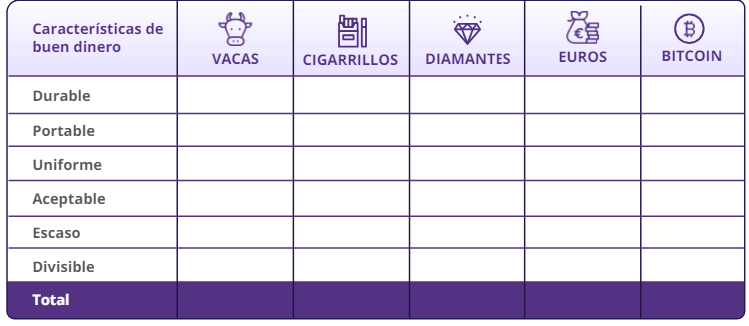 Características de
buen dinero
VACAS
CIGARRILLOS
DIAMANTES
EUROS
BITCOIN
Durable
Portable
Uniforme
Aceptable
Escaso
Divisible
Total